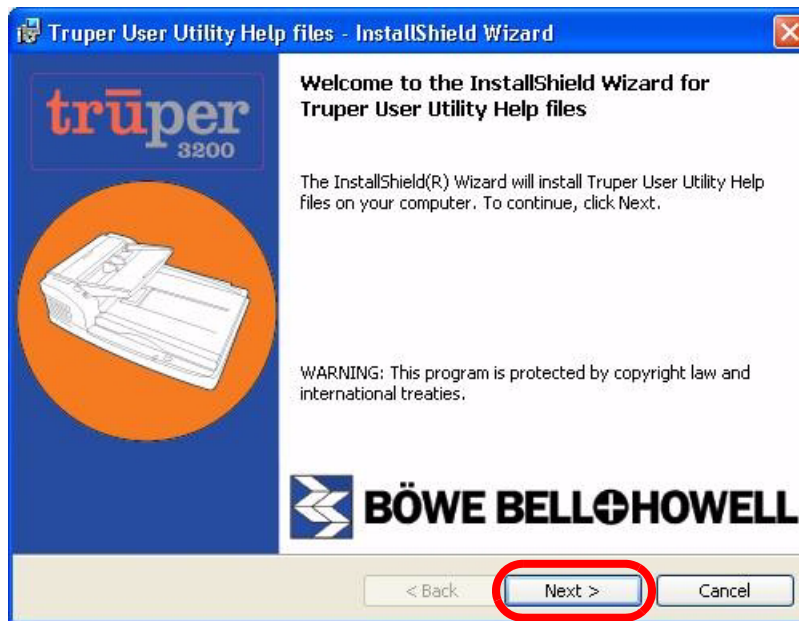 Truper User Utility Help files - InstallShield Wizard
trūper
3200
Welcome to the InstallShield Wizard for
Truper User Utility Help files
The InstallShield(R) Wizard will install Truper User Utility Help
files on your computer. To continue, click Next.
WARNING: This program is protected by copyright law and
international treaties.
BÖWE BELL+HOWELL
< Back
Next >
Cancel